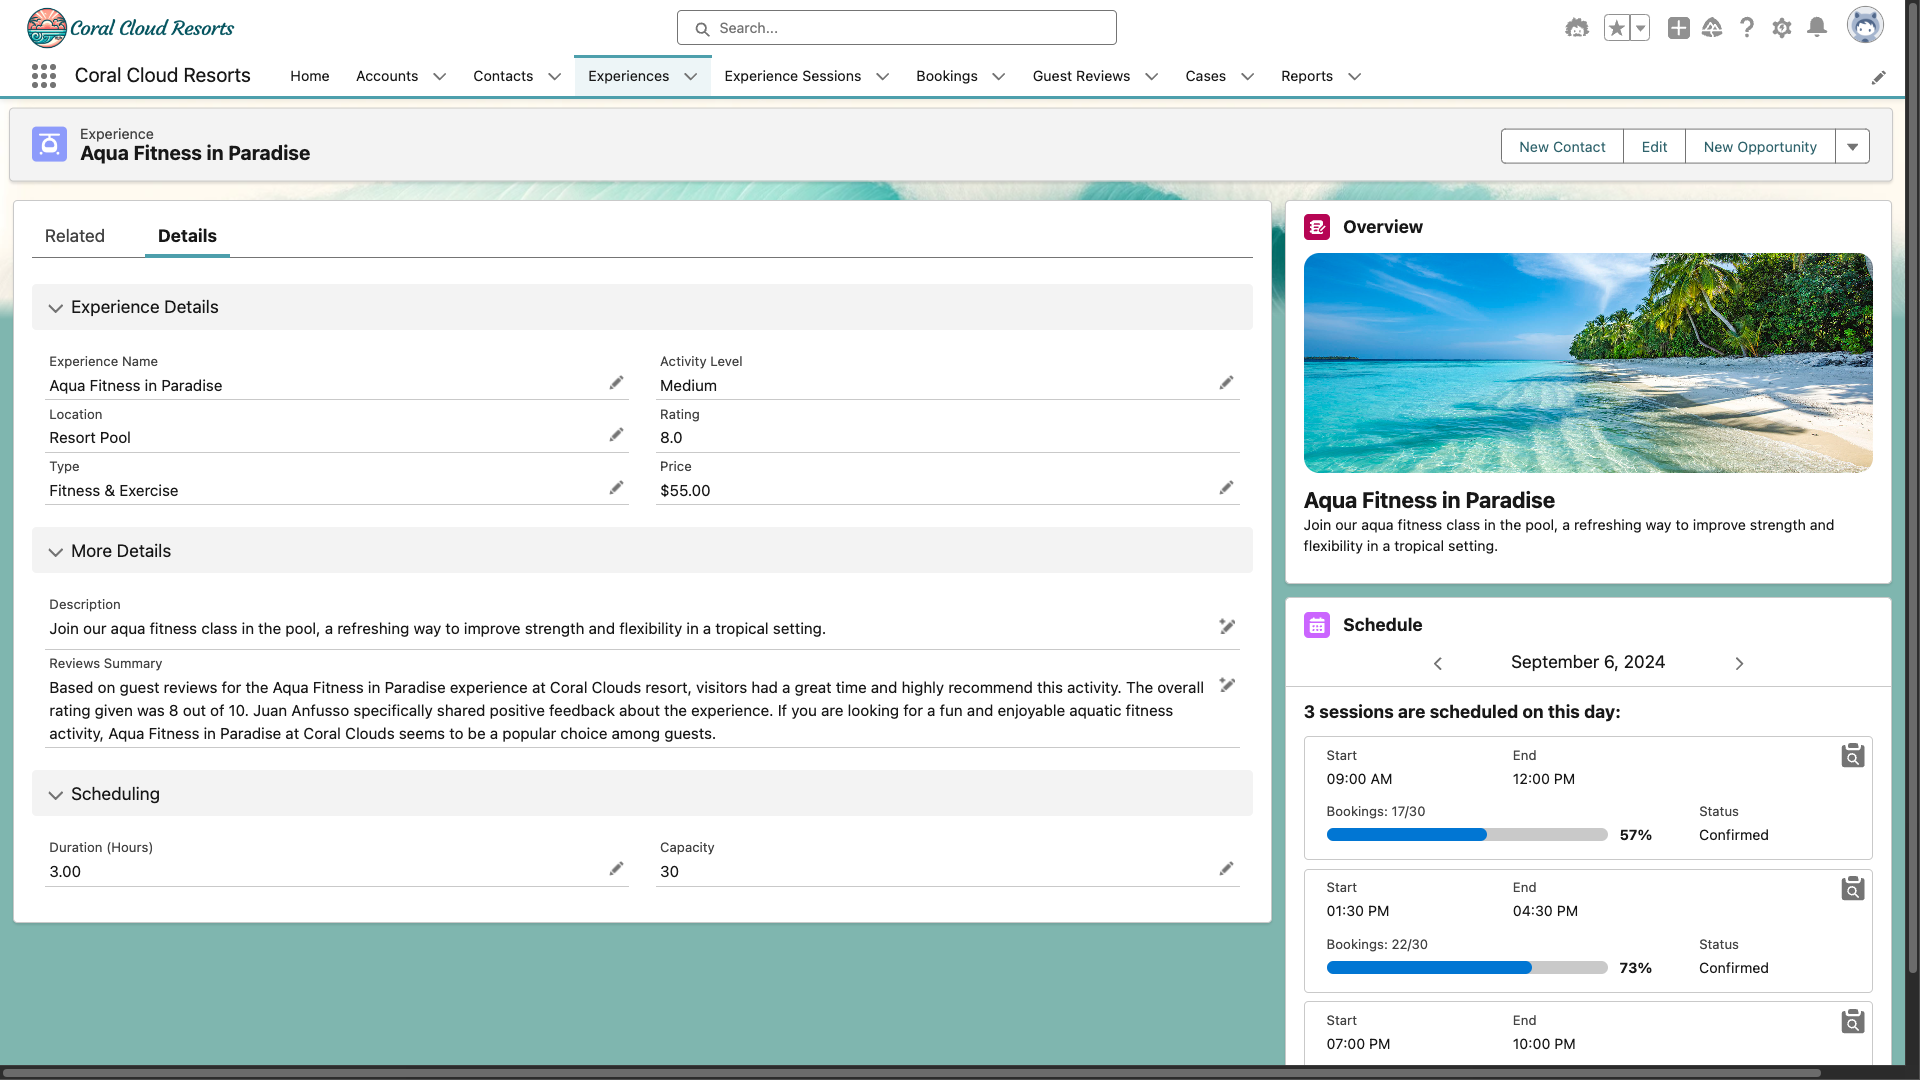 Coral Cloud Resorts
Search...
Coral Cloud Resorts
Home
Accounts
Contacts
Experiences
Experience Sessions
Bookings
Guest Reviews
Cases
Reports
Experience
Aqua Fitness in Paradise
New Contact
Edit
New Opportunity
Related
Details
Experience Details
Experience Name
Aqua Fitness in Paradise
Activity Level
Medium
Location
Resort Pool
Rating
8.0
Type
Fitness & Exercise
Price
$55.00
More Details
Description
Join our aqua fitness class in the pool, a refreshing way to improve strength and flexibility in a tropical setting.
Reviews Summary
Based on guest reviews for the Aqua Fitness in Paradise experience at Coral Clouds resort, visitors had a great time and highly recommend this activity. The overall
rating given was 8 out of 10. Juan Anfusso specifically shared positive feedback about the experience. If you are looking for a fun and enjoyable aquatic fitness
activity, Aqua Fitness in Paradise at Coral Clouds seems to be a popular choice among guests.
Scheduling
Duration (Hours)
3.00
Capacity
30
Overview
Aqua Fitness in Paradise
Join our aqua fitness class in the pool, a refreshing way to improve strength and
flexibility in a tropical setting.
Schedule
September 6, 2024
3 sessions are scheduled on this day:
Start
09:00 AM
End
12:00 PM
Bookings: 17/30
57%
Status
Confirmed
Start
01:30 PM
End
04:30 PM
Bookings: 22/30
73%
Status
Confirmed
Start
07:00 PM
End
10:00 PM